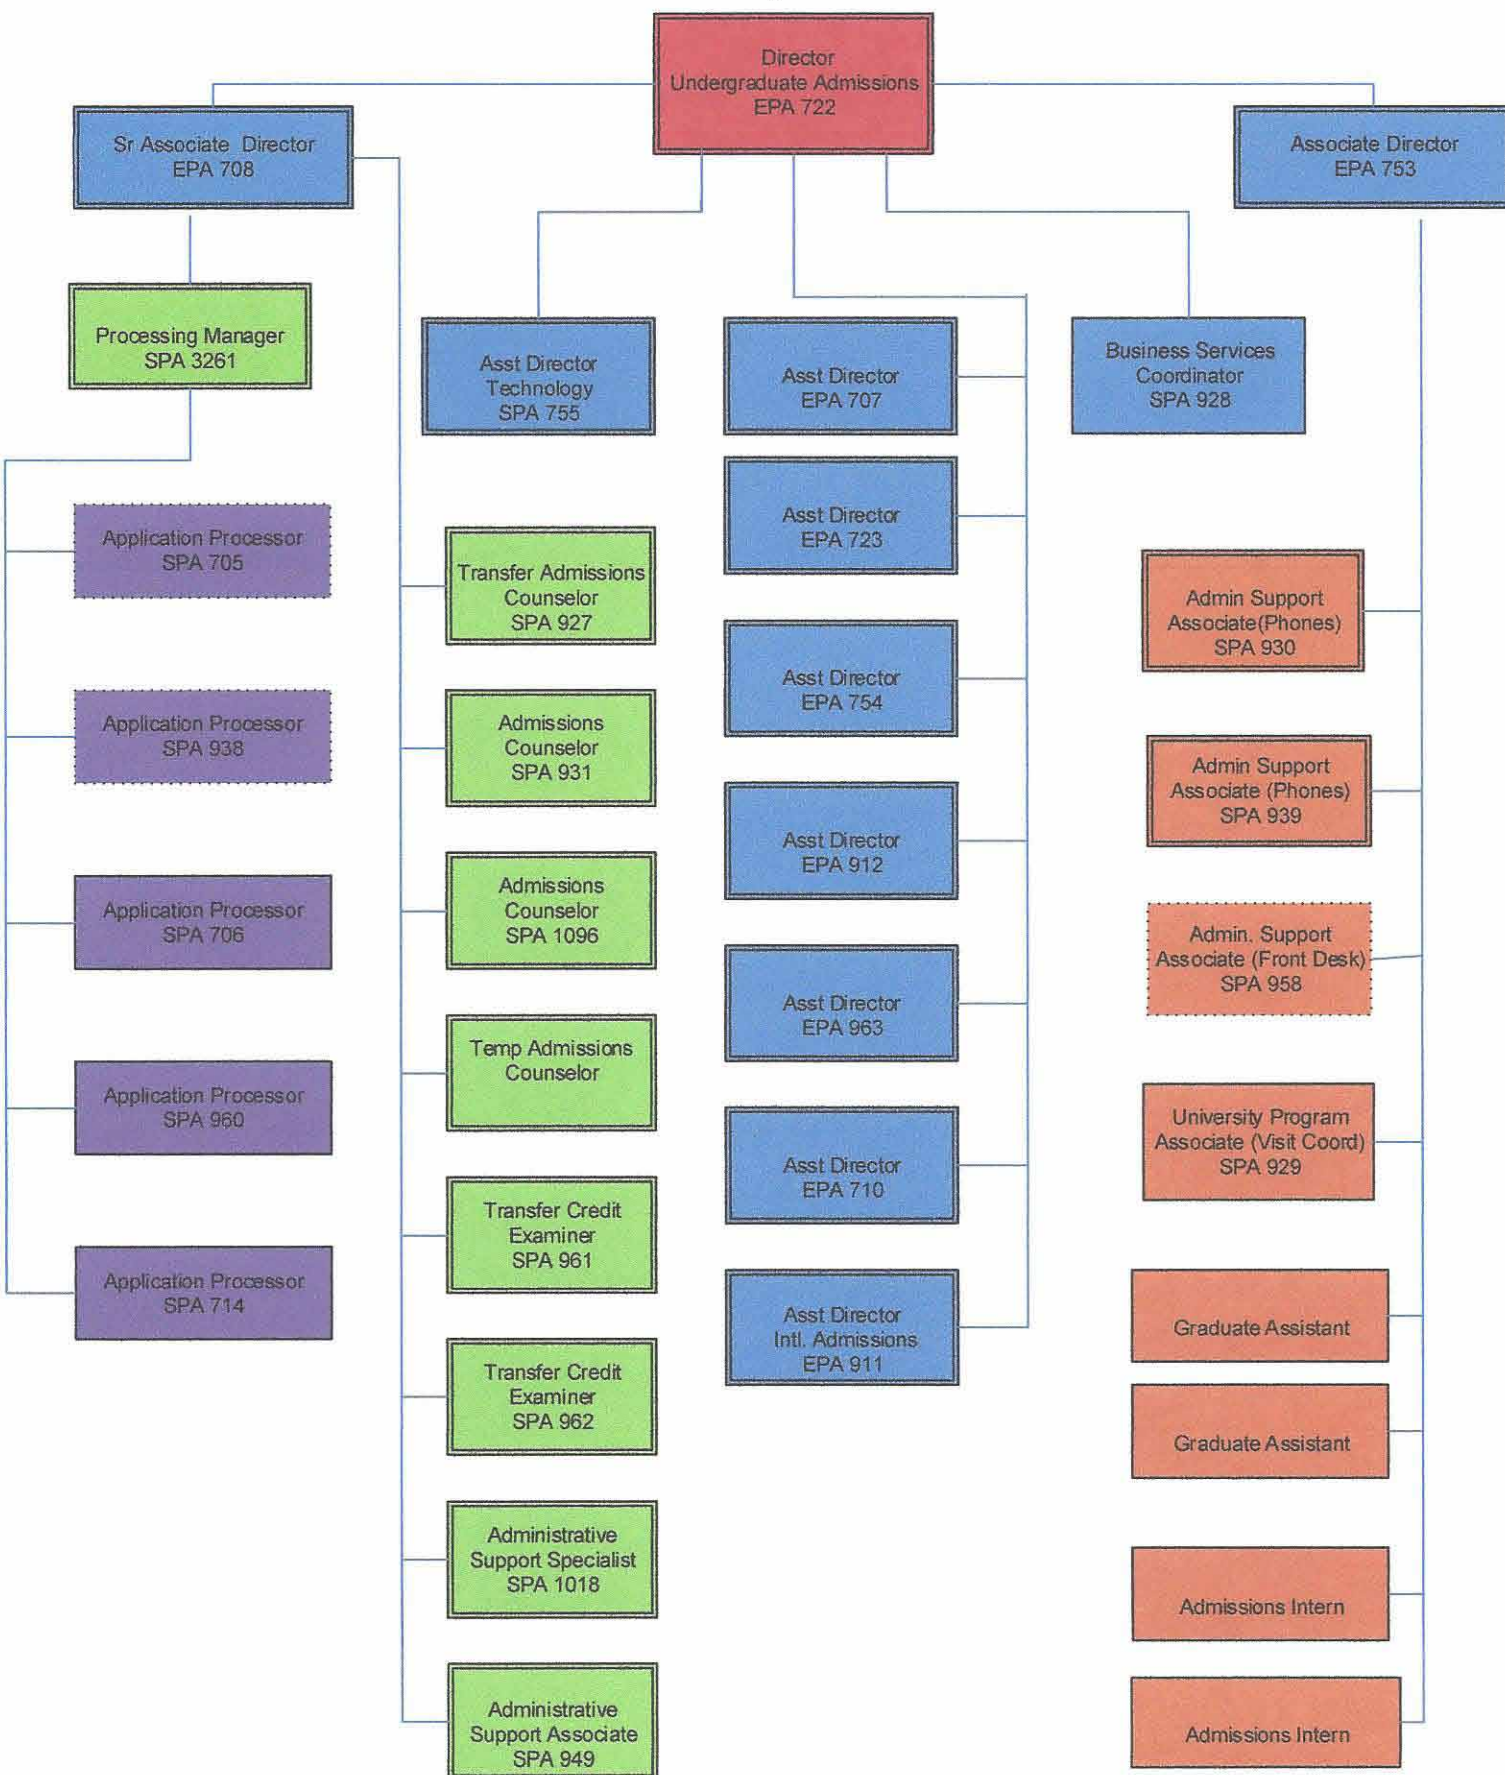 Director
Undergraduate Admissions
EPA 722
Sr Associate Director
EPA 708
Associate Director
EPA 753
Processing Manager
SPA 3261
Asst Director
Technology
SPA 755
Asst Director
EPA 707
Business Services
Coordinator
SPA 928
Application Processor
SPA 705
Application Processor
SPA 938
Application Processor
SPA 706
Application Processor
SPA 960
Application Processor
SPA 714
Transfer Admissions
Counselor
SPA 927
Admissions
Counselor
SPA 931
Admissions
Counselor
SPA 1096
Temp Admissions
Counselor
Transfer Credit
Examiner
SPA 961
Transfer Credit
Examiner
SPA 962
Administrative
Support Specialist
SPA 1018
Administrative
Support Associate
SPA 949
Asst Director
EPA 723
Asst Director
EPA 754
Asst Director
EPA 912
Asst Director
EPA 963
Asst Director
EPA 710
Asst Director
Intl. Admissions
EPA 911
Admin Support
Associate(Phones)
SPA 930
Admin Support
Associate (Phones)
SPA 939
Admin. Support
Associate (Front Desk)
SPA 958
University Program
Associate (Visit Coord)
SPA 929
Graduate Assistant
Graduate Assistant
Admissions Intern
Admissions Intern